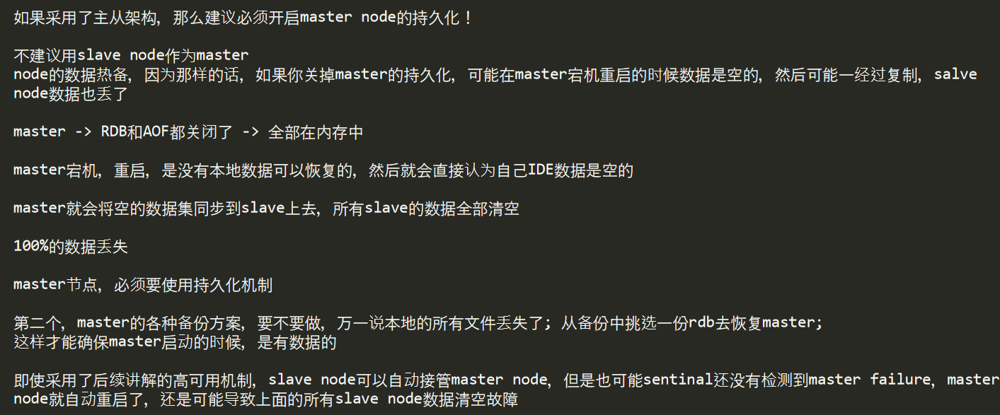 如果采用了主从架构，那么建议必须开启master node的持久化！
不建议用slave node作为master
node的数据热备，因为那样的话，如果你关掉master的持久化，可能在master宕机重启的时候数据是空的，然后可能一经过复制，salve
node数据也丢了
master -> RDB和AOF都关闭了 -> 全部在内存中
master宕机，重启，是没有本地数据可以恢复的，然后就会直接认为自己IDE数据是空的
master就会将空的数据集同步到slave上去，所有slave的数据全部清空
100%的数据丢失
master节点，必须要使用持久化机制
第二个，master的各种备份方案，要不要做，万一说本地的所有文件丢失了；从备份中挑选一份rdb去恢复master；
这样才能确保master启动的时候，是有数据的
即使采用了后续讲解的高可用机制，slave node可以自动接管master node，但是也可能sentinal还没有检测到master failure，master
node就自动重启了，还是可能导致上面的所有slave node数据清空故障